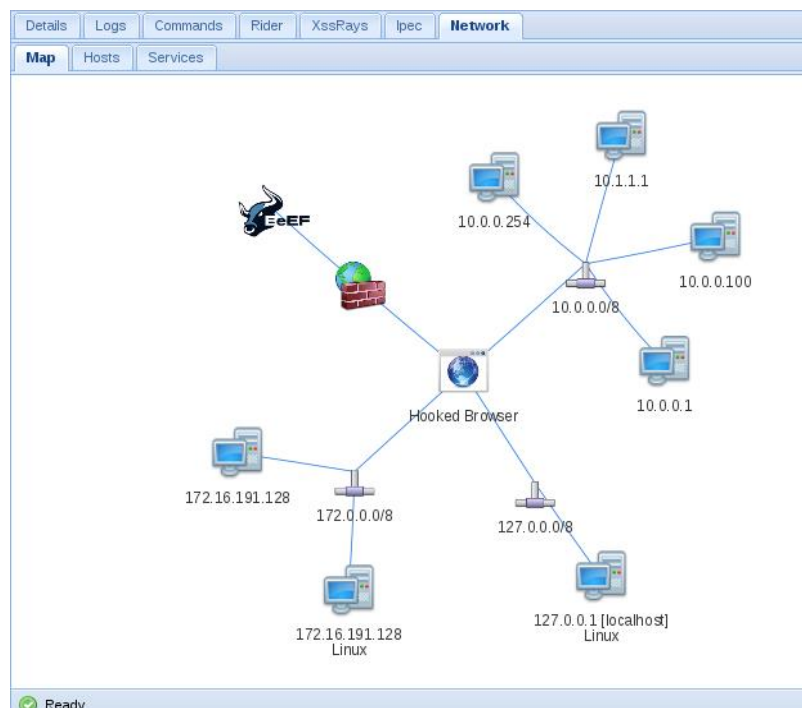 Details Logs Commands Rider XssRays Ipec Network
Map Hosts Services
10.1.1.1
10.0.0.254
BeEF
10.0.0.100
10.0.0.0/8
10.0.0.1
Hooked Browser
172.16.191.128
172.0.0.0/8
127.0.0.0/8
127.0.0.1 [localhost]
Linux
172.16.191.128
Linux
Ready